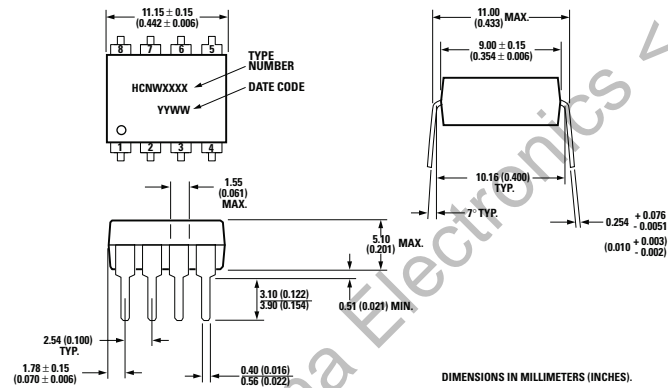 11.15 ± 0.15
(0.442 ± 0.006)
8 7 6 5
TYPE
NUMBER
HCNWXXXX
DATE CODE
YYWW
1 2 3 4
11.00
(0.433) MAX.
9.00 ± 0.15
(0.354 ± 0.006)
10.16 (0.400)
TYP.
7° TYP.
0.254 + 0.076
- 0.0051
(0.010 + 0.003)
- 0.002)
1.55
(0.061)
MAX.
5.10
(0.201) MAX.
3.10 (0.122)
3.90 (0.154)
0.51 (0.021) MIN.
2.54 (0.100)
TYP.
1.78 ± 0.15
(0.070 ± 0.006)
0.40 (0.016)
0.56 (0.022)
DIMENSIONS IN MILLIMETERS (INCHES).
Electronics <